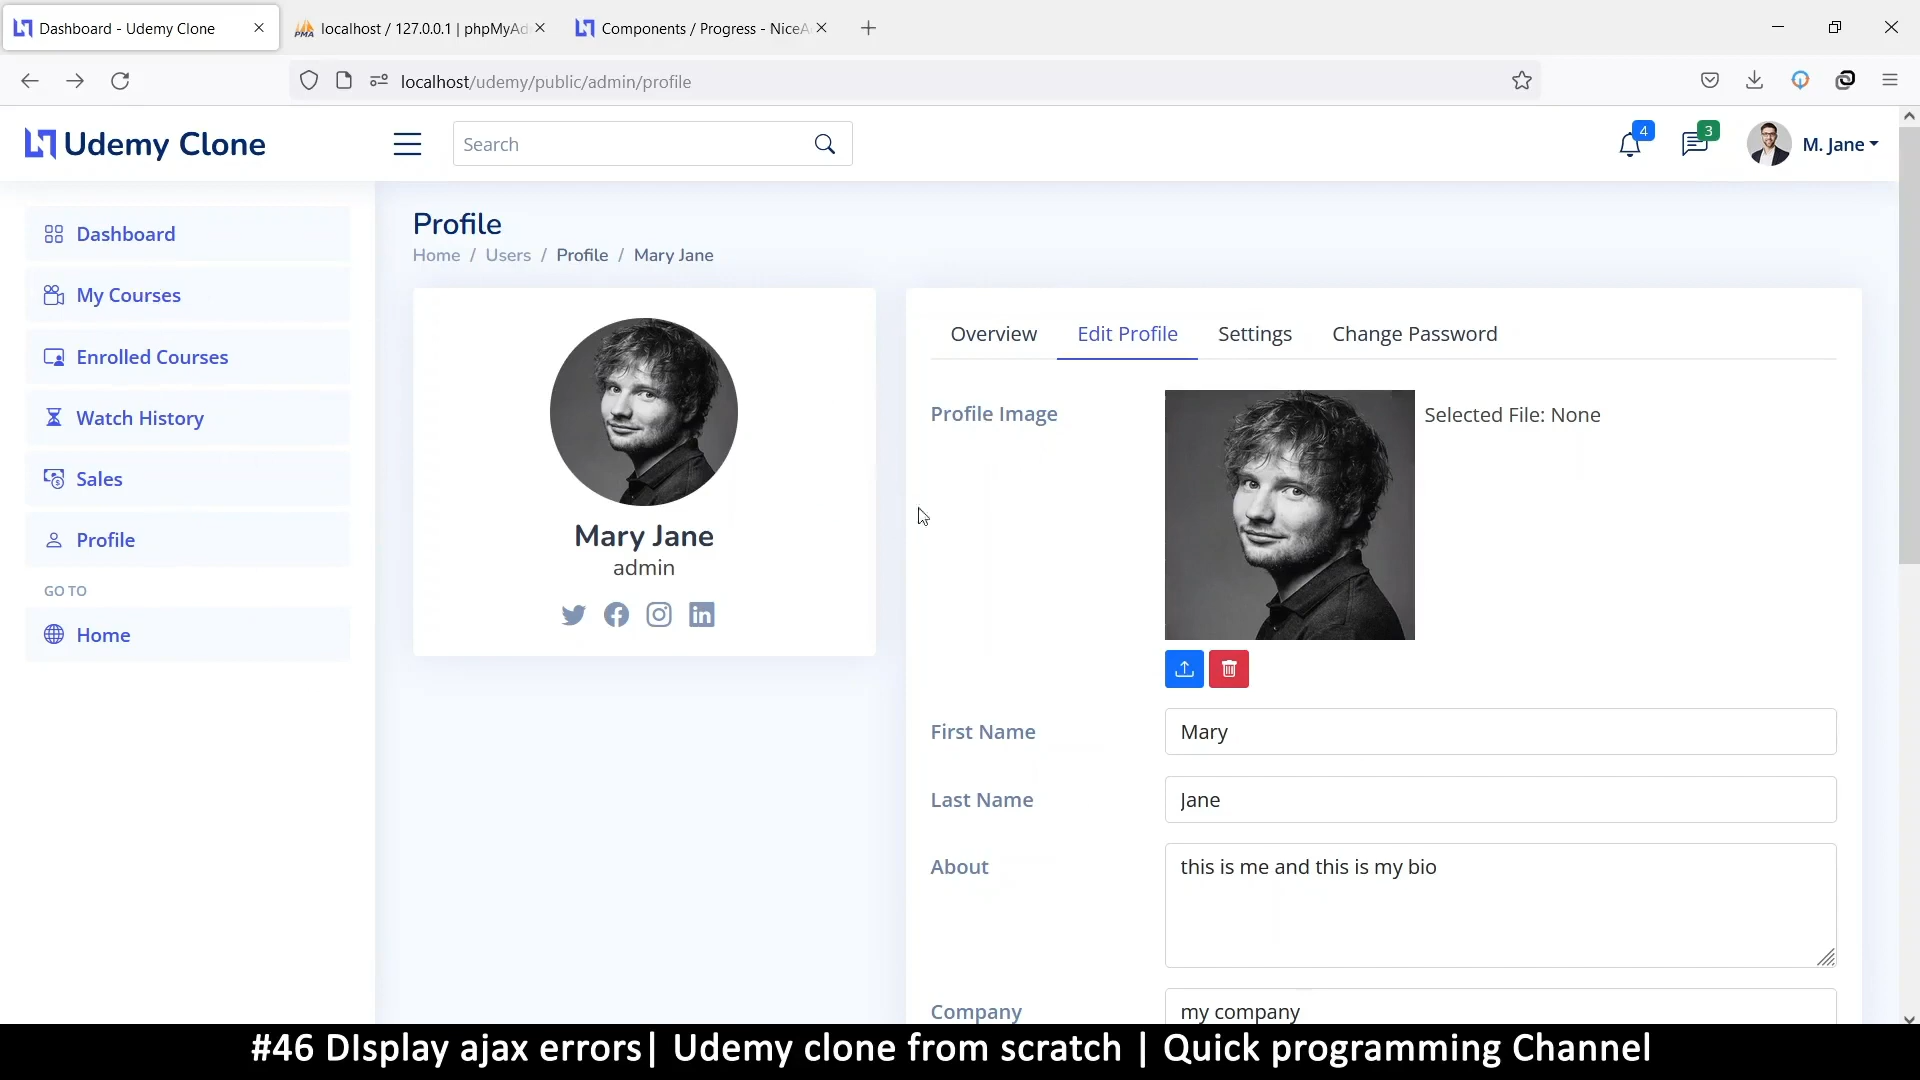 Dashboard - Udemy Clone
localhost / 127.0.0.1 | phpMyAd
Components / Progress - NiceA
localhost/udemy/public/admin/profile
Udemy Clone
Search
4
3
M. Jane
Dashboard
My Courses
Enrolled Courses
Watch History
Sales
Profile
GO TO
Home
Profile
Home / Users / Profile / Mary Jane
Mary Jane
admin
Overview
Edit Profile
Settings
Change Password
Profile Image
Selected File: None
First Name
Mary
Last Name
Jane
About
this is me and this is my bio
Company
my company
#46 DIsplay ajax errors| Udemy clone from scratch | Quick programming Channel